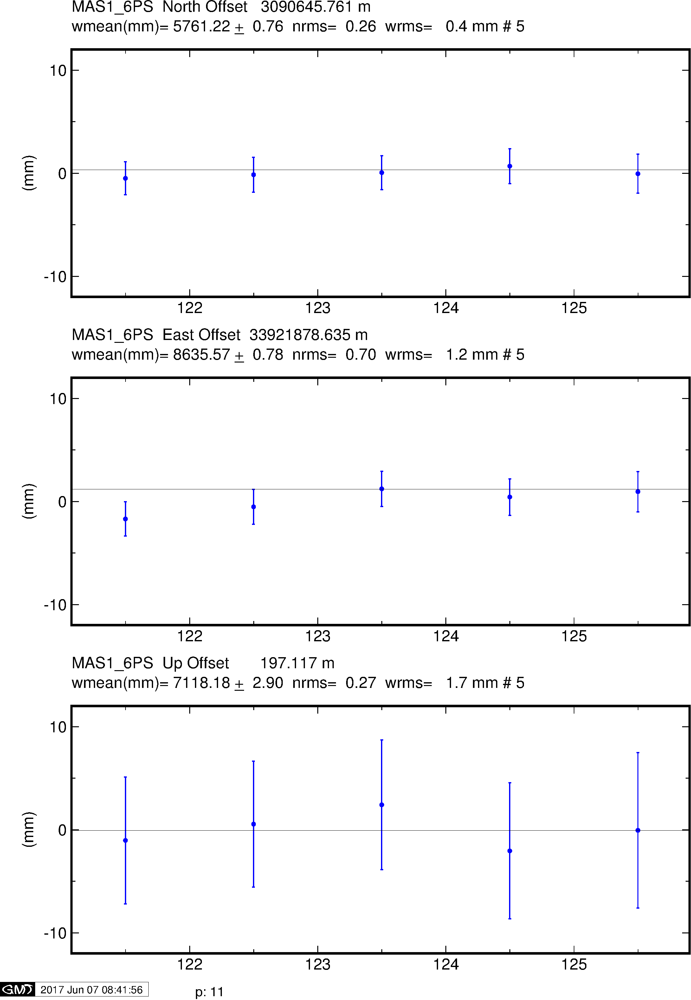 MAS1_6PS North Offset 3090645.761 m
wmean(mm)= 5761.22 ± 0.76 nrms= 0.26 wrms= 0.4 mm # 5
10
0
-10
(mm)
122 123 124 125
MAS1_6PS East Offset 33921878.635 m
wmean(mm)= 8635.57 ± 0.78 nrms= 0.70 wrms= 1.2 mm # 5
10
0
-10
(mm)
122 123 124 125
MAS1_6PS Up Offset 197.117 m
wmean(mm)= 7118.18 ± 2.90 nrms= 0.27 wrms= 1.7 mm # 5
10
0
-10
(mm)
122 123 124 125
GMT 2017 Jun 07 08:41:56 p: 11